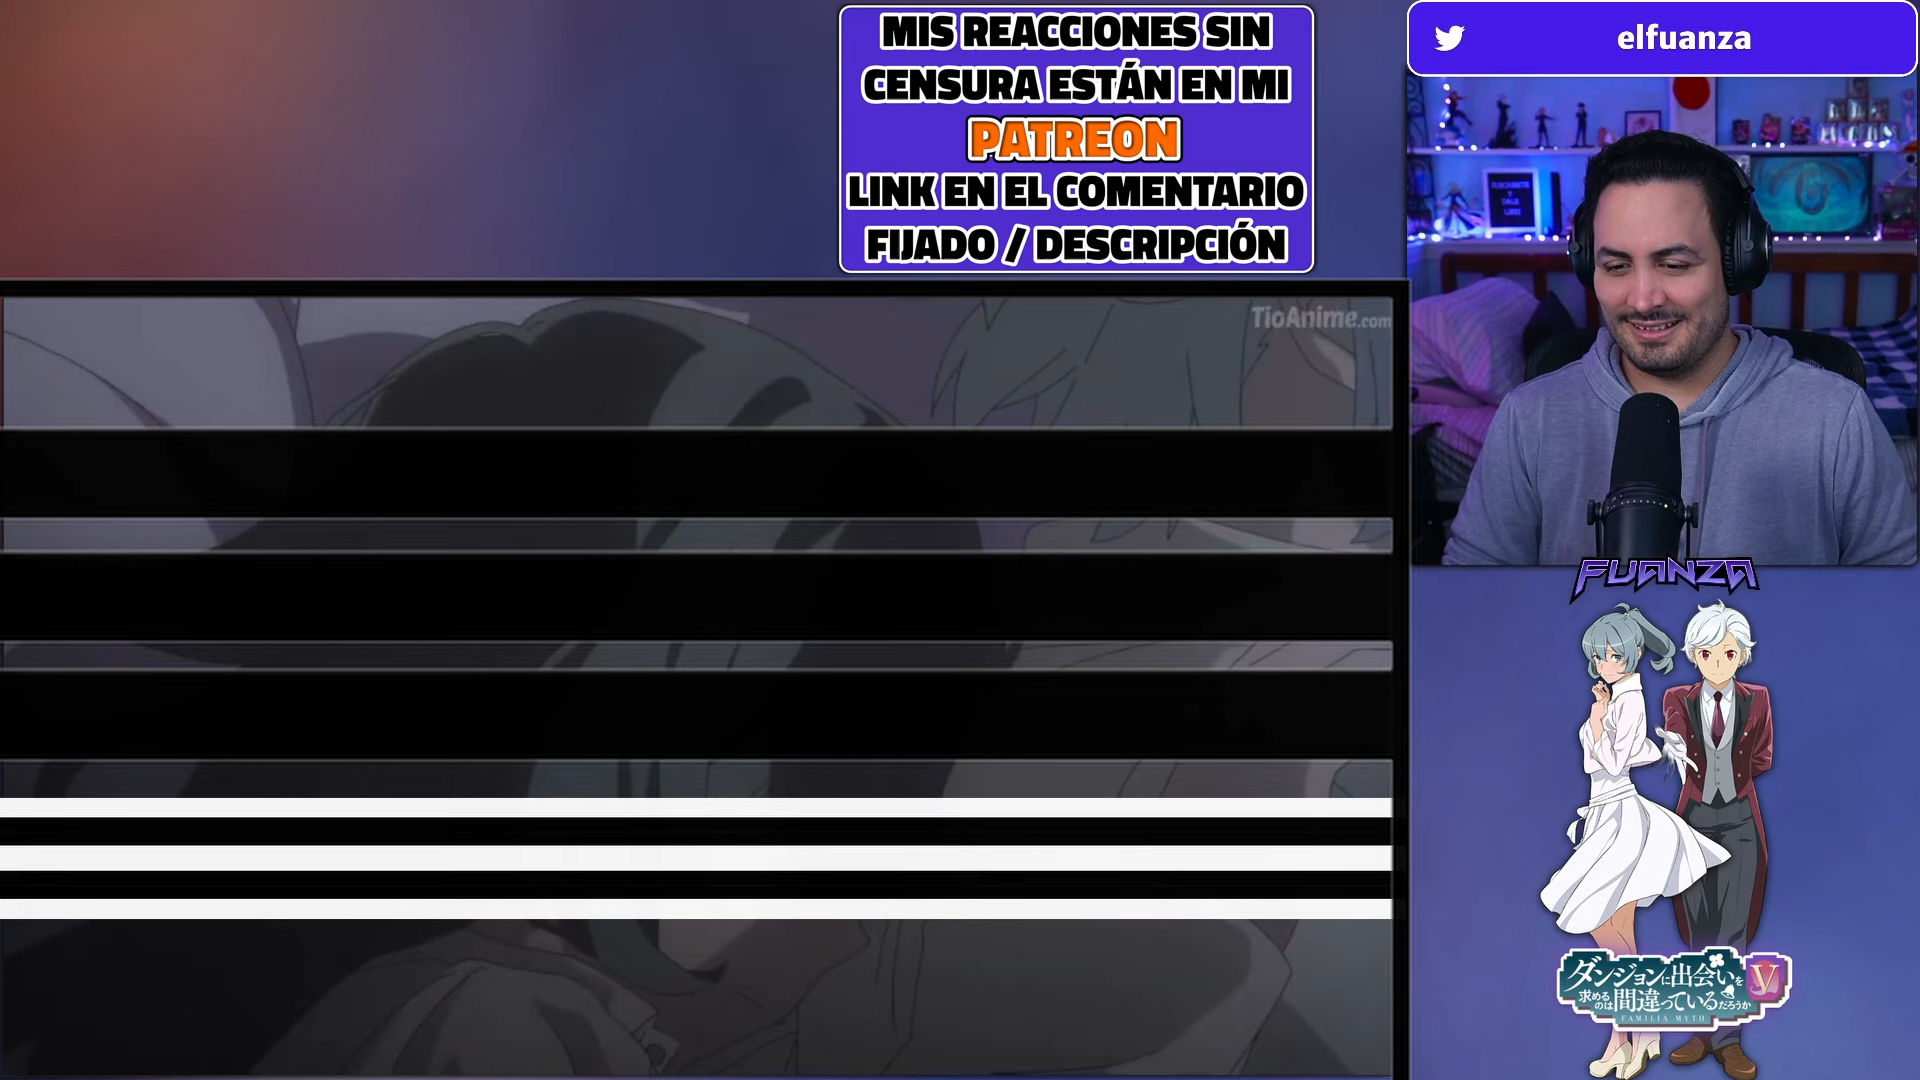 MIS REACCIONES SIN
CENSURA ESTÁN EN MI
PATREON
LINK EN EL COMENTARIO
FIJADO / DESCRIPCIÓN
elfuanza
TioAnime.com
FUANZA
ダンジョンに出会いを
求めるのは間違っているだろうか
V
FAMILIA MYTH